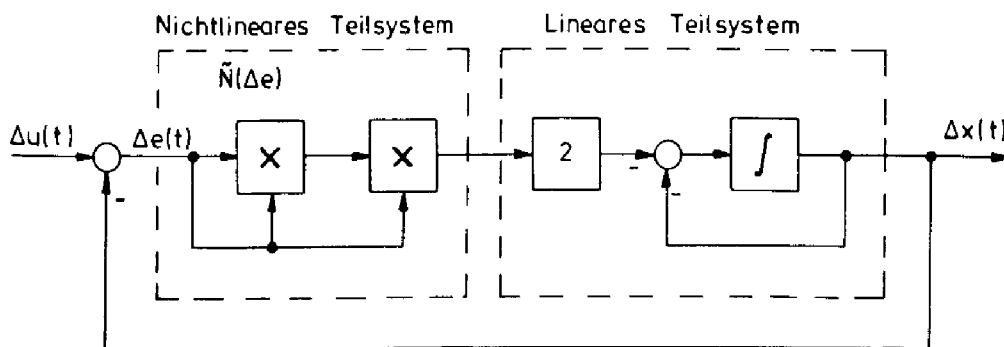 Nichtlineares Teilsystem
Lineares Teilsystem
Ñ(Δe)
Δu(t)
Δe(t)
×
×
2
∫
Δx(t)
-
-
-